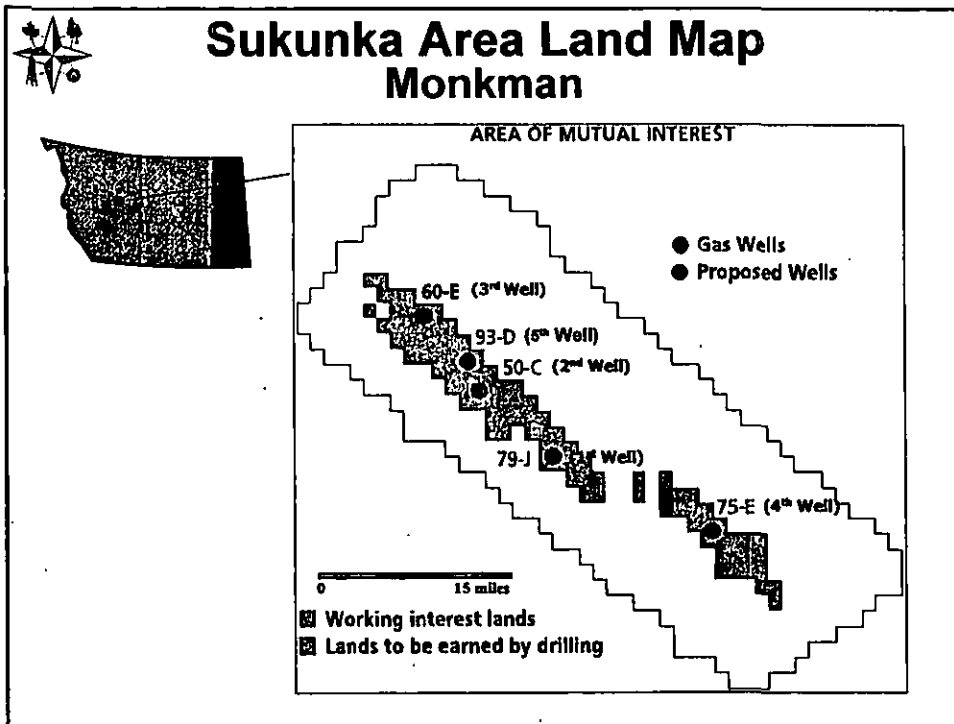 Sukunka Area Land Map
Monkman
AREA OF MUTUAL INTEREST
Gas Wells
Proposed Wells
60-E (3rd Well)
93-D (5th Well)
50-C (2nd Well)
79-J Well)
75-E (4th Well)
0 15 miles
Working interest lands
Lands to be earned by drilling